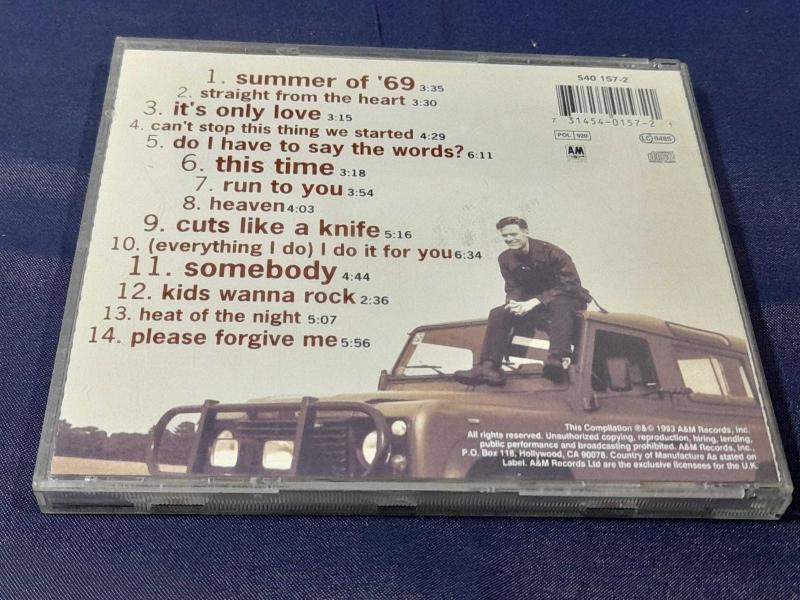 1. summer of '69 3:35
2. straight from the heart 3:30
3. it's only love 3:15
4. can't stop this thing we started 4:29
5. do I have to say the words? 6:11
6. this time 3:18
7. run to you 3:54
8. heaven 4:03
9. cuts like a knife 5:16
10. (everything I do) I do it for you 6:34
11. somebody 4:44
12. kids wanna rock 2:36
13. heat of the night 5:07
14. please forgive me 5:56
540 157-2
7 31454-0157-2 1
POL 920
LC 0485
AM
This Compilation ℗&© 1993 A&M Records, Inc.
All rights reserved. Unauthorized copying, reproduction, hiring, lending,
public performance and broadcasting prohibited. A&M Records, Inc.,
P.O. Box 118, Hollywood, CA 90078. Country of Manufacture As stated on
Label. A&M Records Ltd are the exclusive licensees for the U.K.